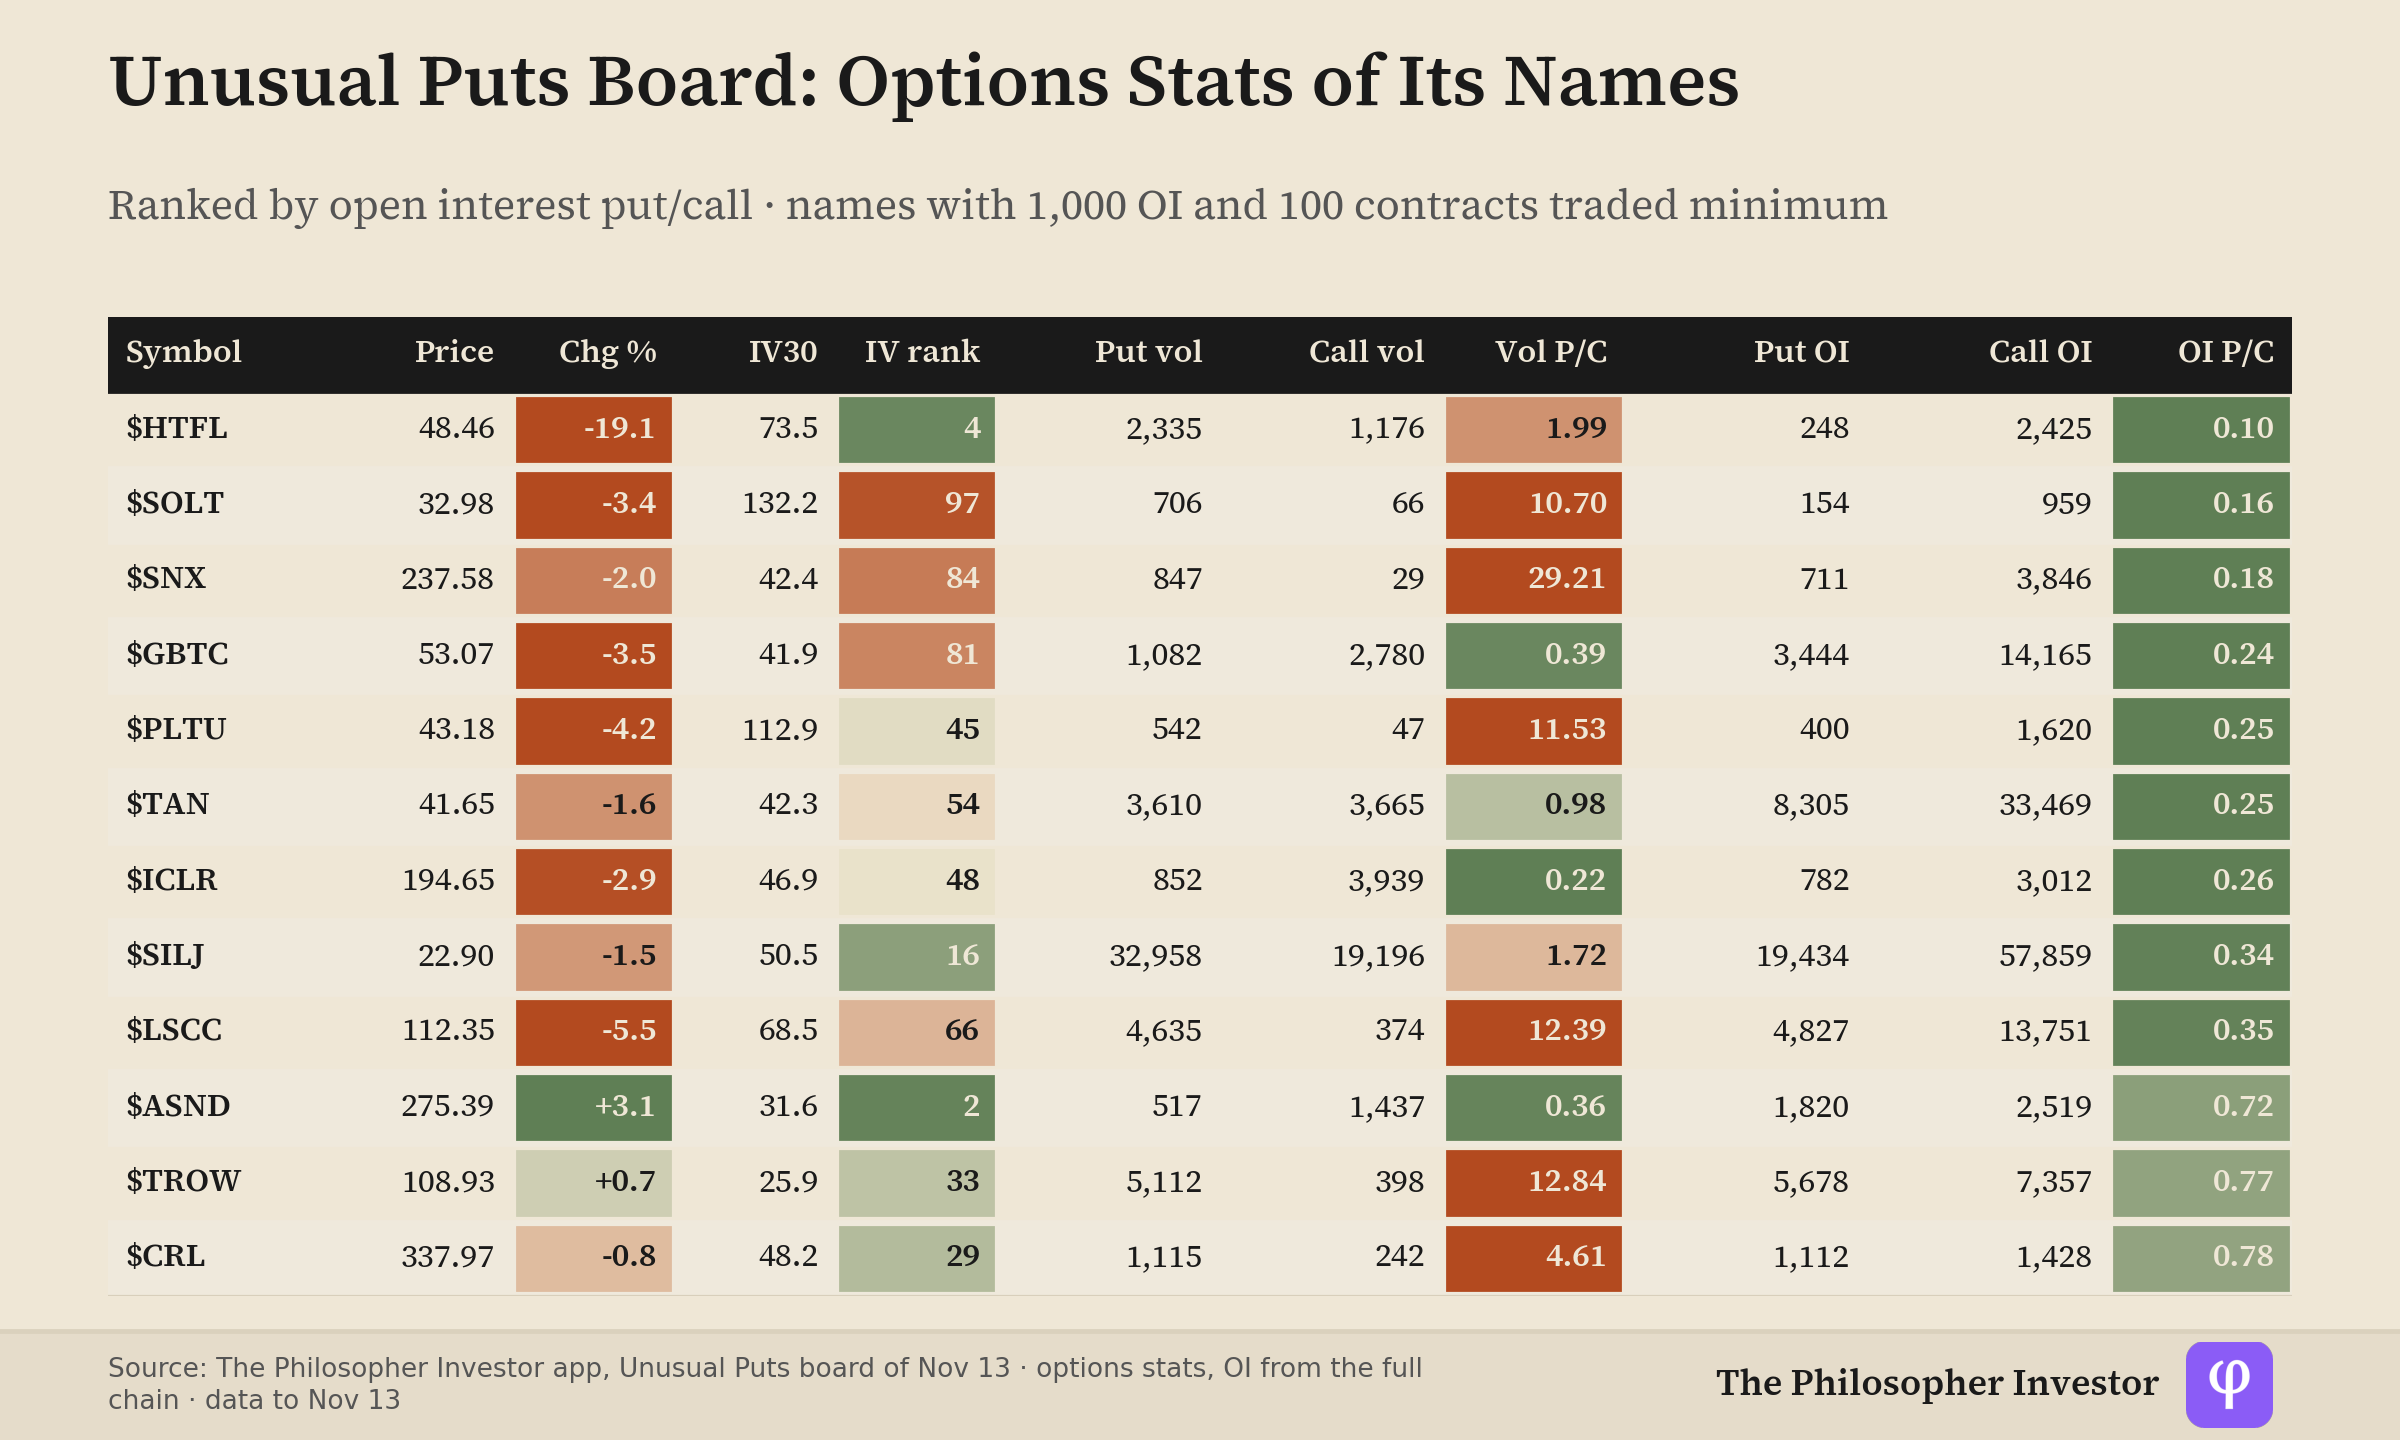 Unusual Puts Board: Options Stats of Its Names
Ranked by open interest put/call · names with 1,000 OI and 100 contracts traded minimum
Symbol Price Chg % IV30 IV rank Put vol Call vol Vol P/C Put OI Call OI OI P/C
$HTFL 48.46 -19.1 73.5 4 2,335 1,176 1.99 248 2,425 0.10
$SOLT 32.98 -3.4 132.2 97 706 66 10.70 154 959 0.16
$SNX 237.58 -2.0 42.4 84 847 29 29.21 711 3,846 0.18
$GBTC 53.07 -3.5 41.9 81 1,082 2,780 0.39 3,444 14,165 0.24
$PLTU 43.18 -4.2 112.9 45 542 47 11.53 400 1,620 0.25
$TAN 41.65 -1.6 42.3 54 3,610 3,665 0.98 8,305 33,469 0.25
$ICLR 194.65 -2.9 46.9 48 852 3,939 0.22 782 3,012 0.26
$SILJ 22.90 -1.5 50.5 16 32,958 19,196 1.72 19,434 57,859 0.34
$LSCC 112.35 -5.5 68.5 66 4,635 374 12.39 4,827 13,751 0.35
$ASND 275.39 +3.1 31.6 2 517 1,437 0.36 1,820 2,519 0.72
$TROW 108.93 +0.7 25.9 33 5,112 398 12.84 5,678 7,357 0.77
$CRL 337.97 -0.8 48.2 29 1,115 242 4.61 1,112 1,428 0.78
Source: The Philosopher Investor app, Unusual Puts board of Nov 13 · options stats, OI from the full
chain · data to Nov 13
The Philosopher Investor φ